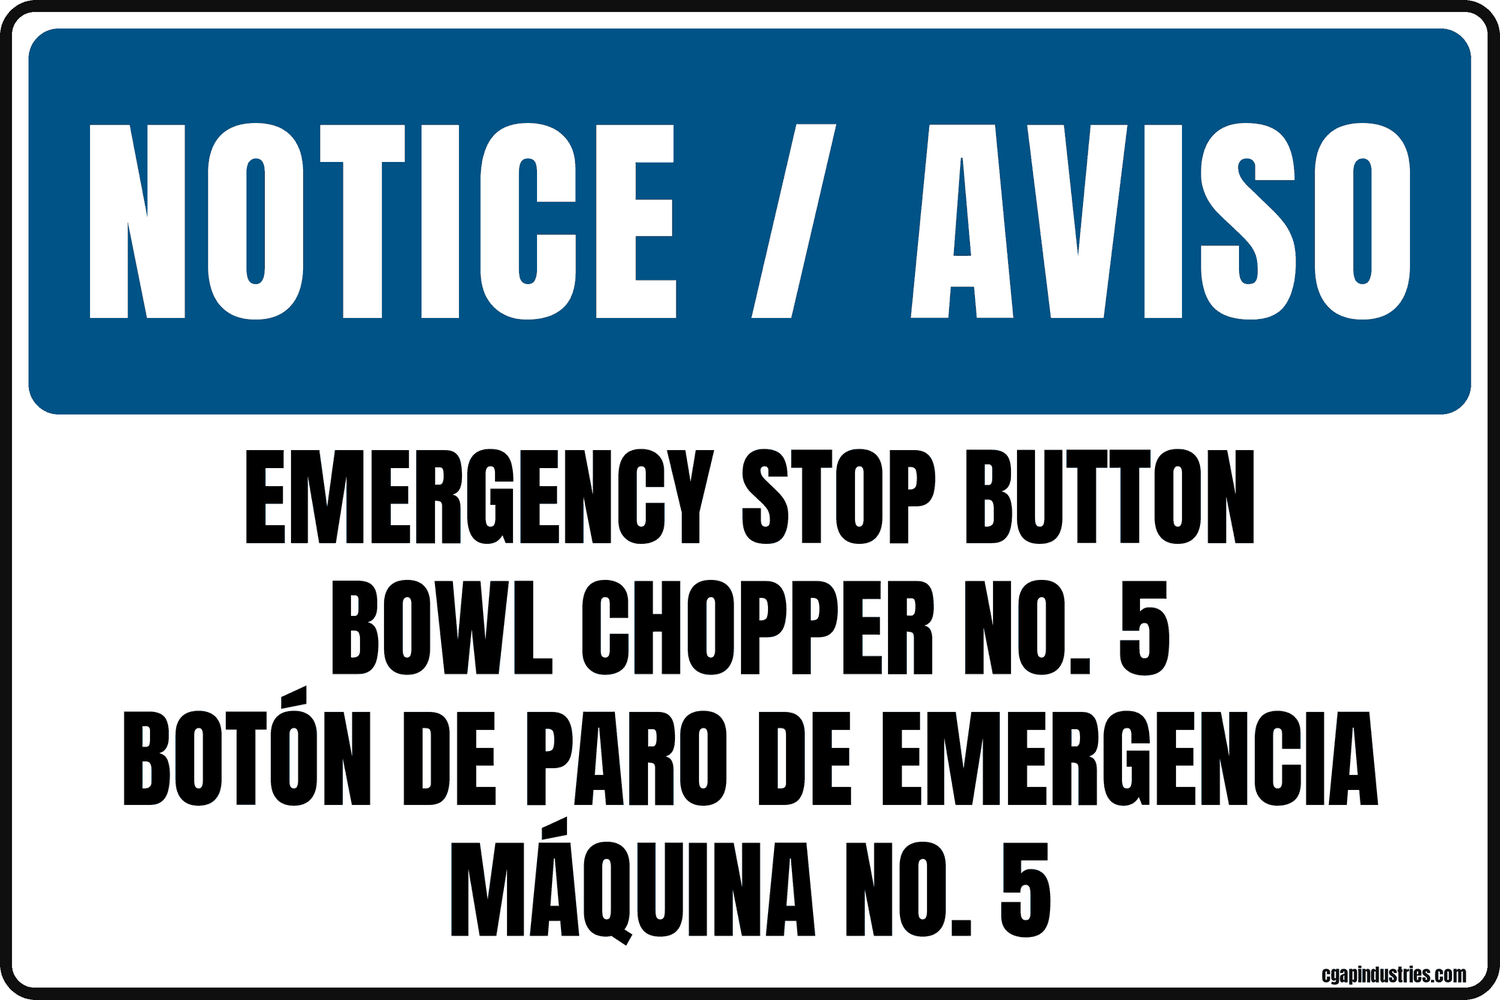 NOTICE / AVISO
EMERGENCY STOP BUTTON
BOWL CHOPPER NO. 5
BOTÓN DE PARO DE EMERGENCIA
MÁQUINA NO. 5
cgapindustries.com